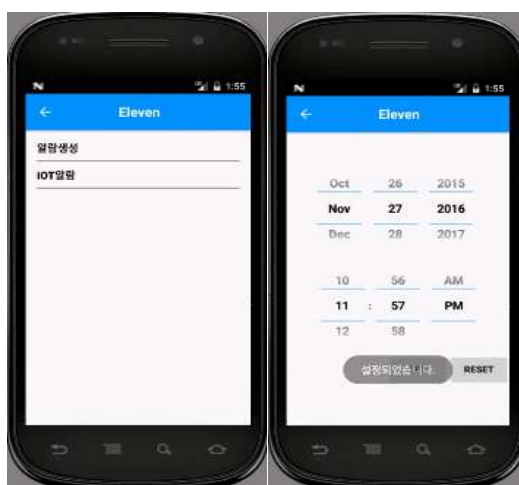 1:55
Eleven
알람생성
IOT알람
1:55
Eleven
Oct 26 2015
Nov 27 2016
Dec 28 2017
10 56 AM
11 : 57 PM
12 58
설정되었습니다.
RESET